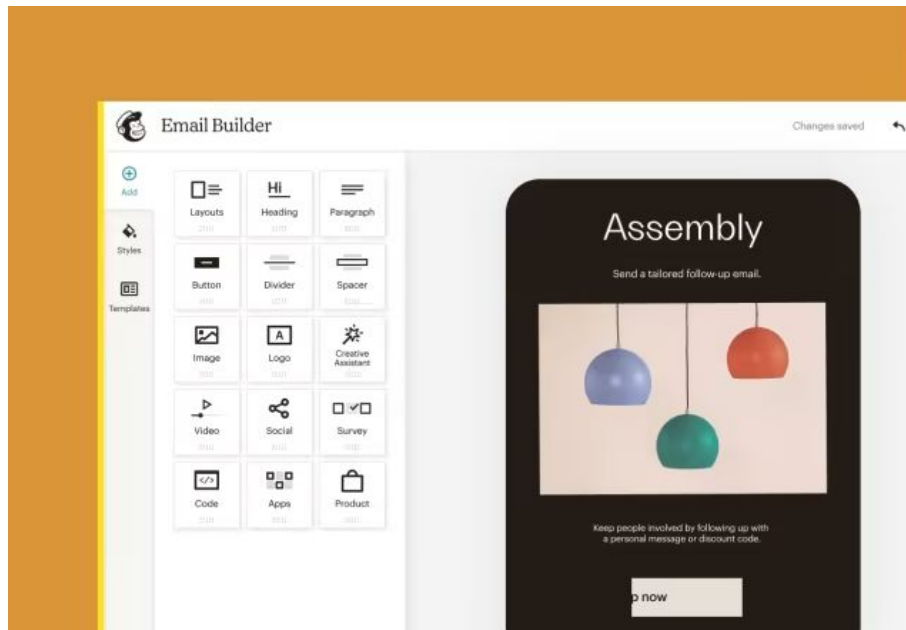 Email Builder
Changes saved
Add
Styles
Templates
Layouts
Heading
Paragraph
Button
Divider
Spacer
Image
Logo
Creative
Assistant
Video
Social
Survey
Code
Apps
Product
Hi
A
</>
Assembly
Send a tailored follow-up email.
Keep people involved by following up with
a personal message or discount code.
p now